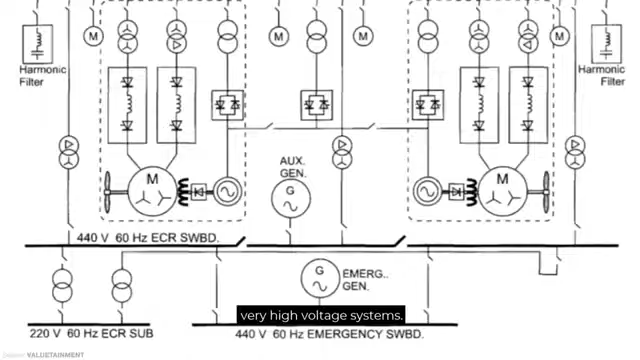 M
M
M
M
Harmonic
Filter
Harmonic
Filter
M
M
AUX.
GEN.
G
440 V 60 Hz ECR SWBD.
G
EMERG..
GEN.
very high voltage systems.
220 V 60 Hz ECR SUB
440 V 60 Hz EMERGENCY SWBD.
VALUETAINMENT